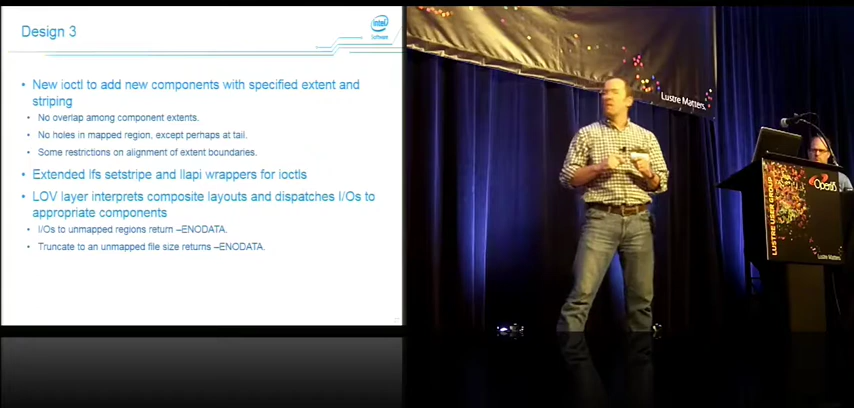 Design 3
intel
Software
• New ioctl to add new components with specified extent and
striping
• No overlap among component extents.
• No holes in mapped region, except perhaps at tail.
• Some restrictions on alignment of extent boundaries.
• Extended lfs setstripe and llapi wrappers for ioctls
• LOV layer interprets composite layouts and dispatches I/Os to
appropriate components
• I/Os to unmapped regions return –ENODATA.
• Truncate to an unmapped file size returns –ENODATA.
Lustre Matters.
LUSTRE USER GROUP
OpenSFS
Lustre Matters.